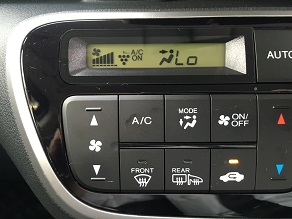 A/C
ON
Lo
AUTO
A/C
MODE
ON/
OFF
FRONT
REAR